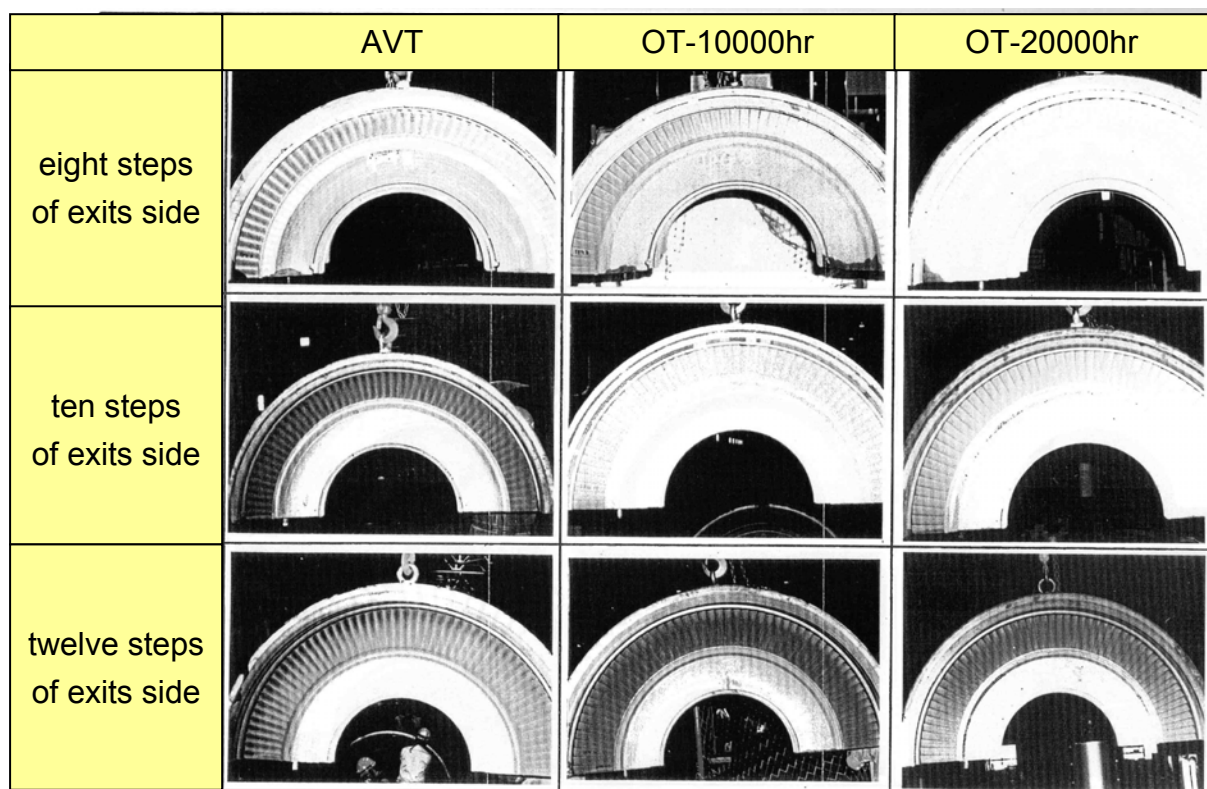 AVT
OT-10000hr
OT-20000hr
eight steps
of exits side
ten steps
of exits side
twelve steps
of exits side